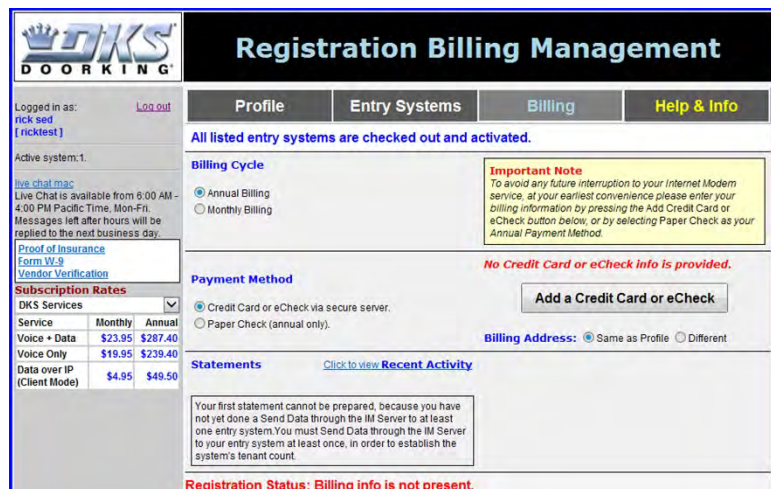 DKS
DOORKING
Registration Billing Management
Logged in as: Log out
rick sed
[ ricktest ]
Active system:1.
live chat mac
Live Chat is available from 6:00 AM -
4:00 PM Pacific Time, Mon-Fri.
Messages left after hours will be
replied to the next business day.
Proof of Insurance
Form W-9
Vendor Verification
Subscription Rates
DKS Services
Service Monthly Annual
Voice + Data $23.95 $287.40
Voice Only $19.95 $239.40
Data over IP
(Client Mode) $4.95 $49.50
Profile Entry Systems Billing Help & Info
All listed entry systems are checked out and activated.
Billing Cycle
Annual Billing
Monthly Billing
Important Note
To avoid any future interruption to your Internet Modem
service, at your earliest convenience please enter your
billing information by pressing the Add Credit Card or
eCheck button below, or by selecting Paper Check as your
Annual Payment Method.
Payment Method
Credit Card or eCheck via secure server.
Paper Check (annual only).
No Credit Card or eCheck info is provided.
Add a Credit Card or eCheck
Billing Address: Same as Profile Different
Statements Click to view Recent Activity
Your first statement cannot be prepared, because you have
not yet done a Send Data through the IM Server to at least
one entry system.You must Send Data through the IM Server
to your entry system at least once, in order to establish the
system's tenant count.
Registration Status: Billing info is not present.